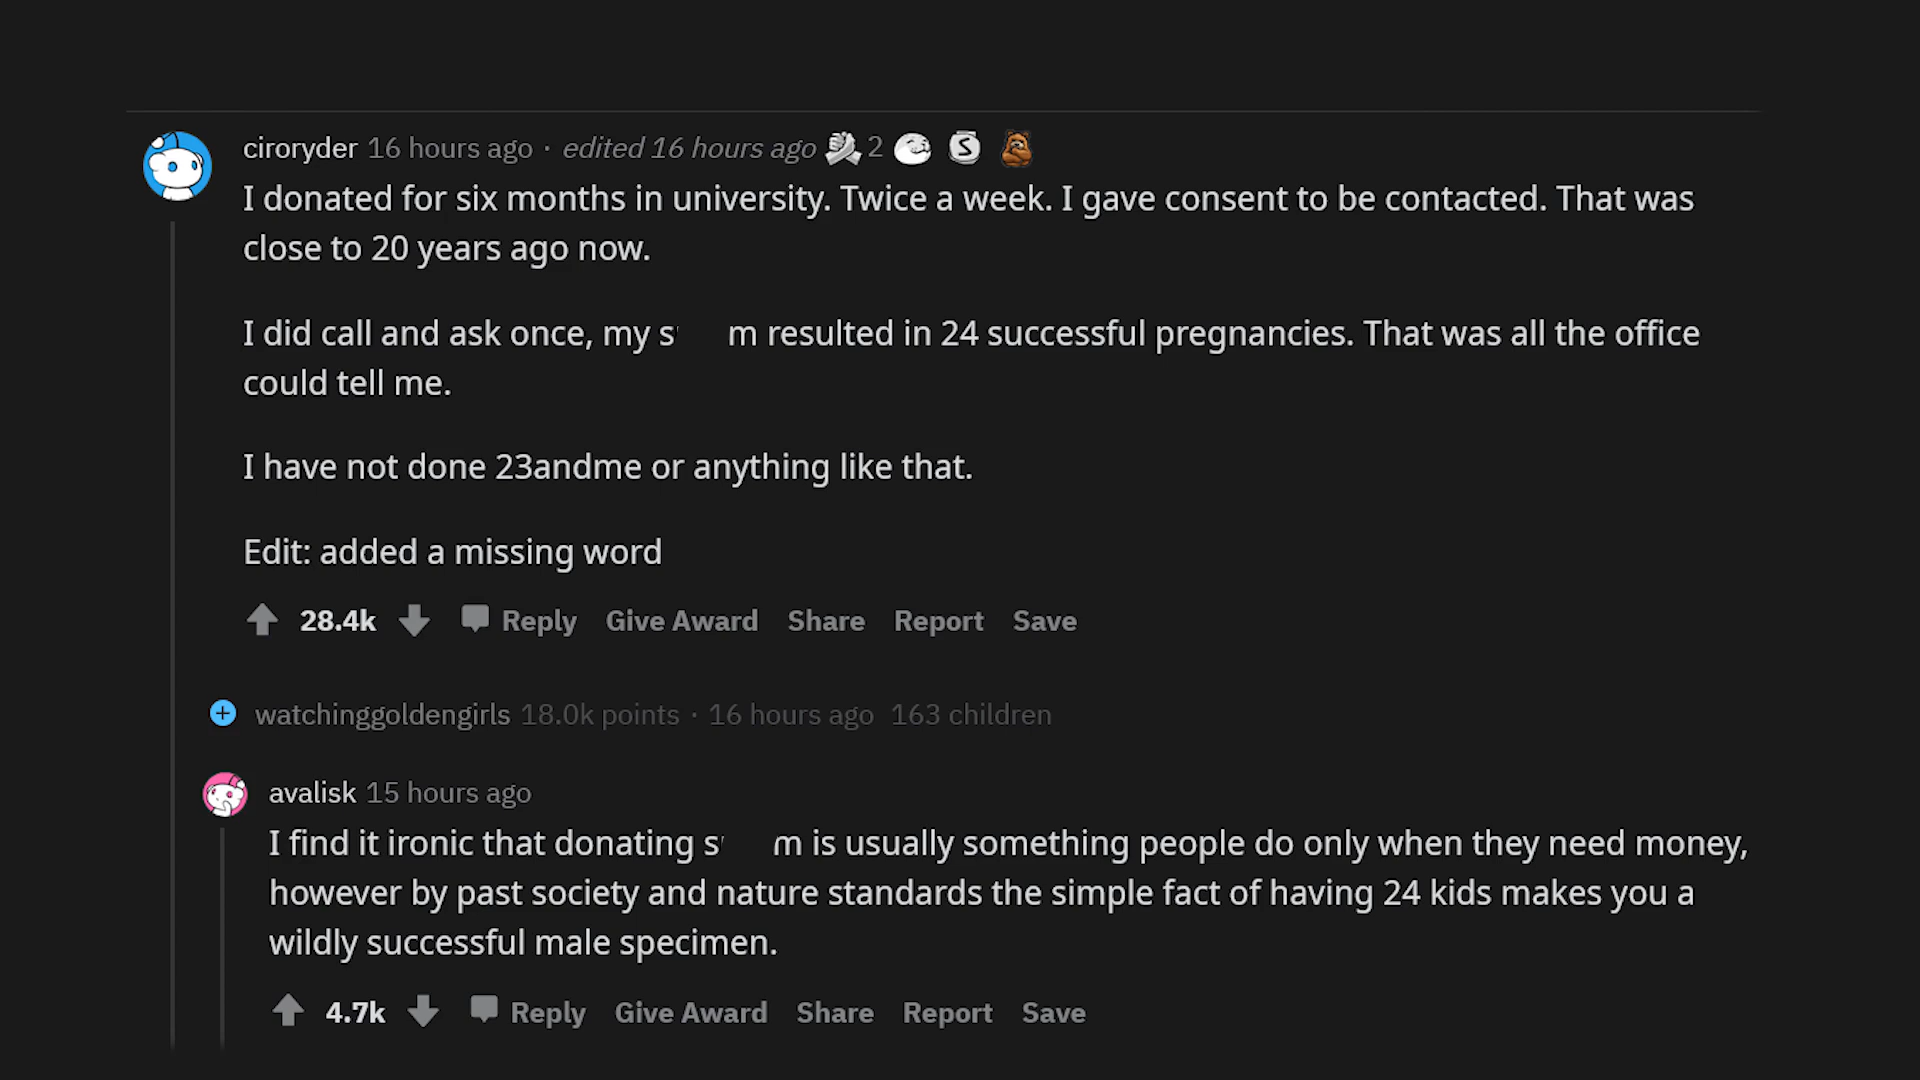 ciroryder 16 hours ago · edited 16 hours ago 2 S
I donated for six months in university. Twice a week. I gave consent to be contacted. That was
close to 20 years ago now.
I did call and ask once, my s m resulted in 24 successful pregnancies. That was all the office
could tell me.
I have not done 23andme or anything like that.
Edit: added a missing word
28.4k Reply Give Award Share Report Save
watchinggoldengirls 18.0k points · 16 hours ago 163 children
avalisk 15 hours ago
I find it ironic that donating s m is usually something people do only when they need money,
however by past society and nature standards the simple fact of having 24 kids makes you a
wildly successful male specimen.
4.7k Reply Give Award Share Report Save